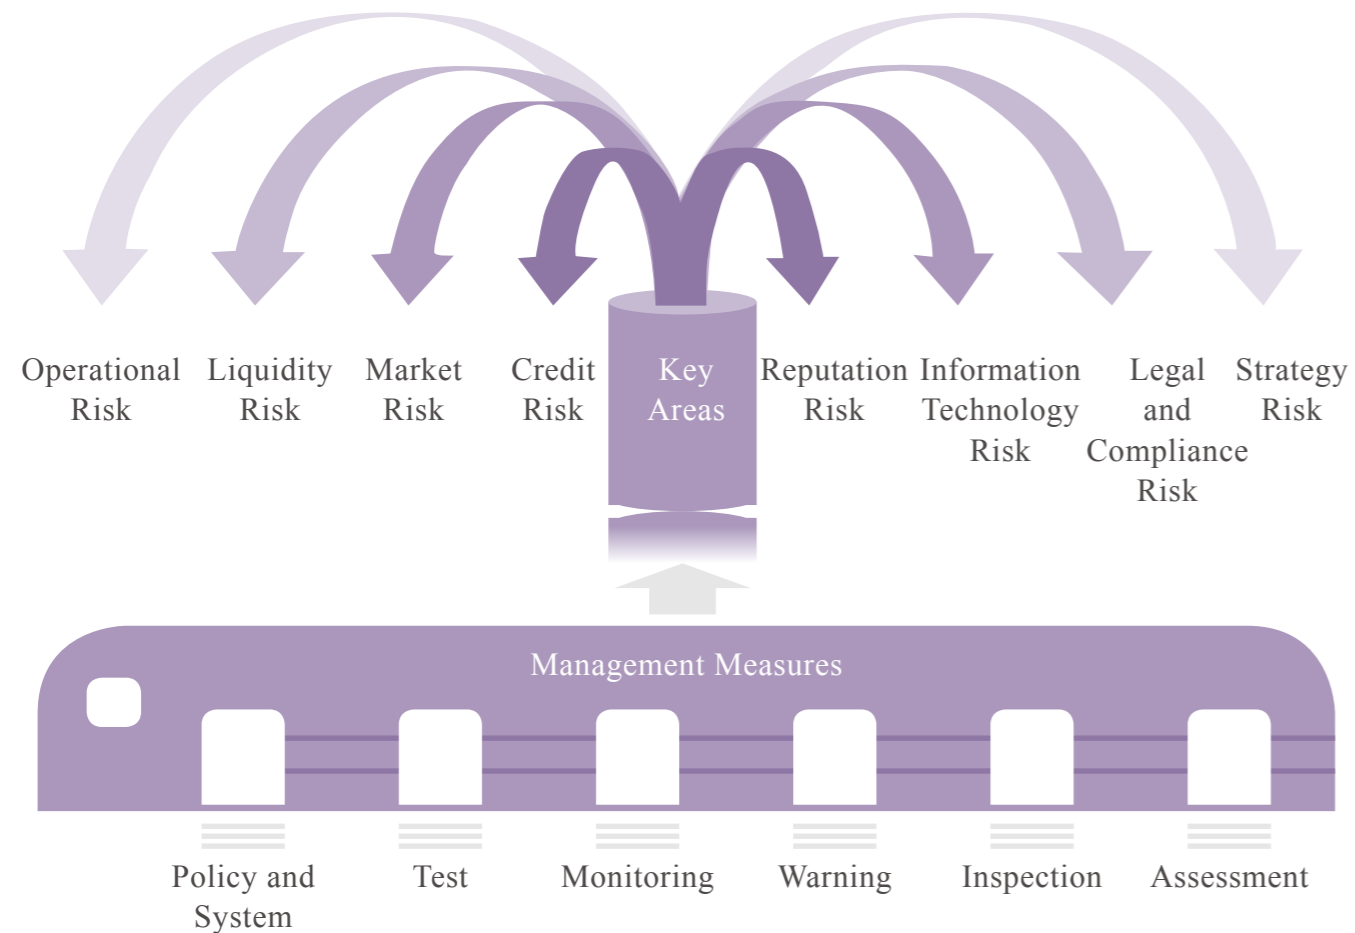 Operational
Risk
Liquidity
Risk
Market
Risk
Credit
Risk
Key
Areas
Reputation
Risk
Information
Technology
Risk
Legal
and
Compliance
Risk
Strategy
Risk
Management Measures
Policy and
System
Test
Monitoring
Warning
Inspection
Assessment